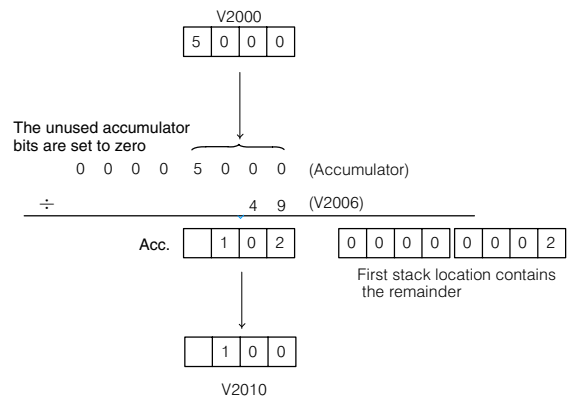 V2000
5 0 0 0
The unused accumulator
bits are set to zero
0 0 0 0 5 0 0 0 (Accumulator)
÷ 4 9 (V2006)
Acc. 1 0 2 0 0 0 0 0 0 0 2
First stack location contains
the remainder
1 0 0
V2010